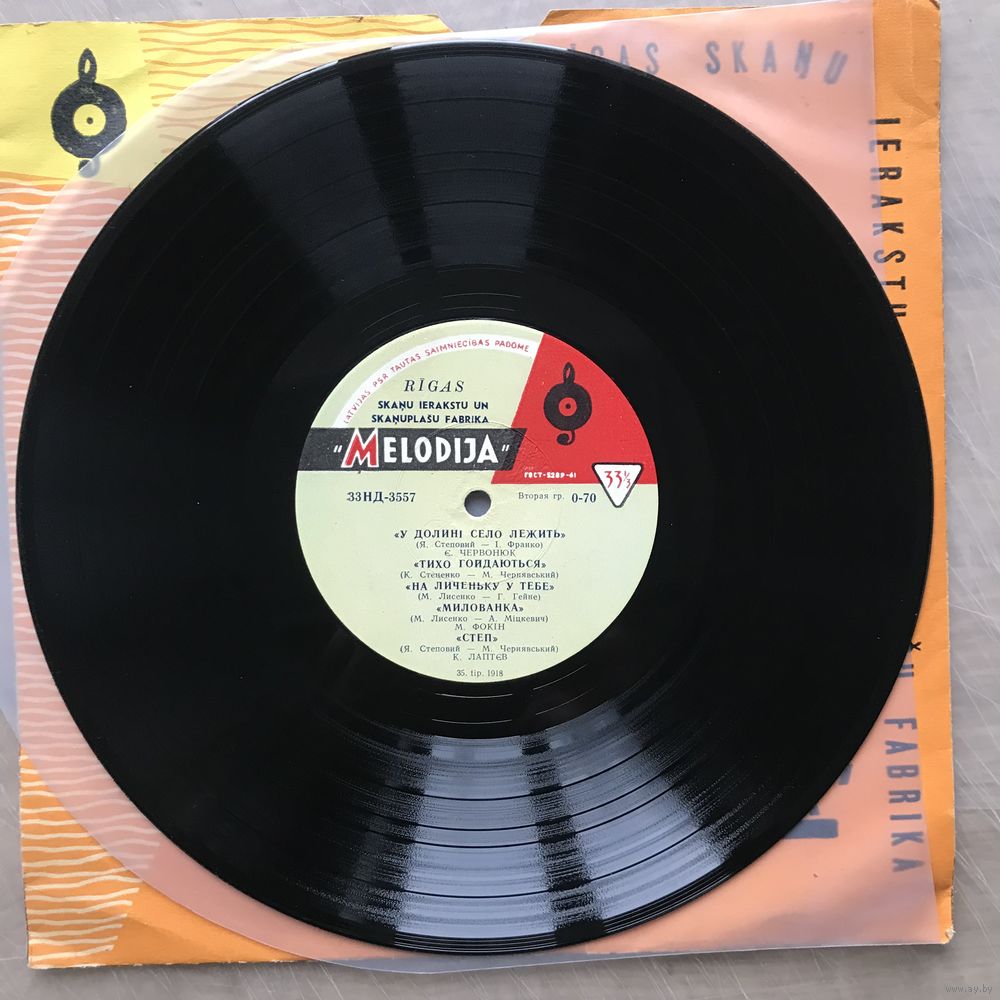 SKAŅU
IERAKSTU
FABRIKA
LATVIJAS PSR TAUTAS SAIMNIECĪBAS PADOME
RĪGAS
SKAŅU IERAKSTU UN
SKAŅUPLAŠU FABRIKA
"MELODIJA"
ГОСТ-5289-61
33⅓
33НД-3557 Вторая гр. 0-70
«У ДОЛИНІ СЕЛО ЛЕЖИТЬ»
(Я. Степовий — І. Франко)
Є. ЧЕРВОНЮК
«ТИХО ГОЙДАЮТЬСЯ»
(К. Стеценко — М. Чернявський)
«НА ЛИЧЕНЬКУ У ТЕБЕ»
(М. Лисенко — Г. Гейне)
«МИЛОВАНКА»
(М. Лисенко — А. Міцкевич)
М. ФОКІН
«СТЕП»
(Я. Степовий — М. Чернявський)
К. ЛАПТЄВ
35. tip. 1918
www.ay.by